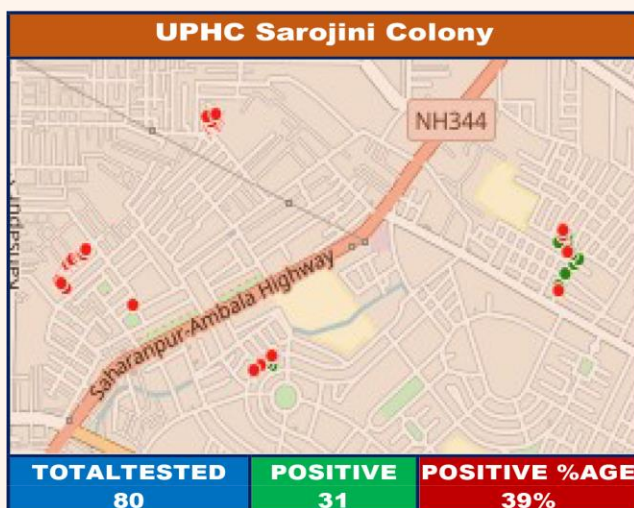 UPHC Sarojini Colony
NH344
Saharanpur-Ambala Highway
TOTALTESTED
80
POSITIVE
31
POSITIVE %AGE
39%